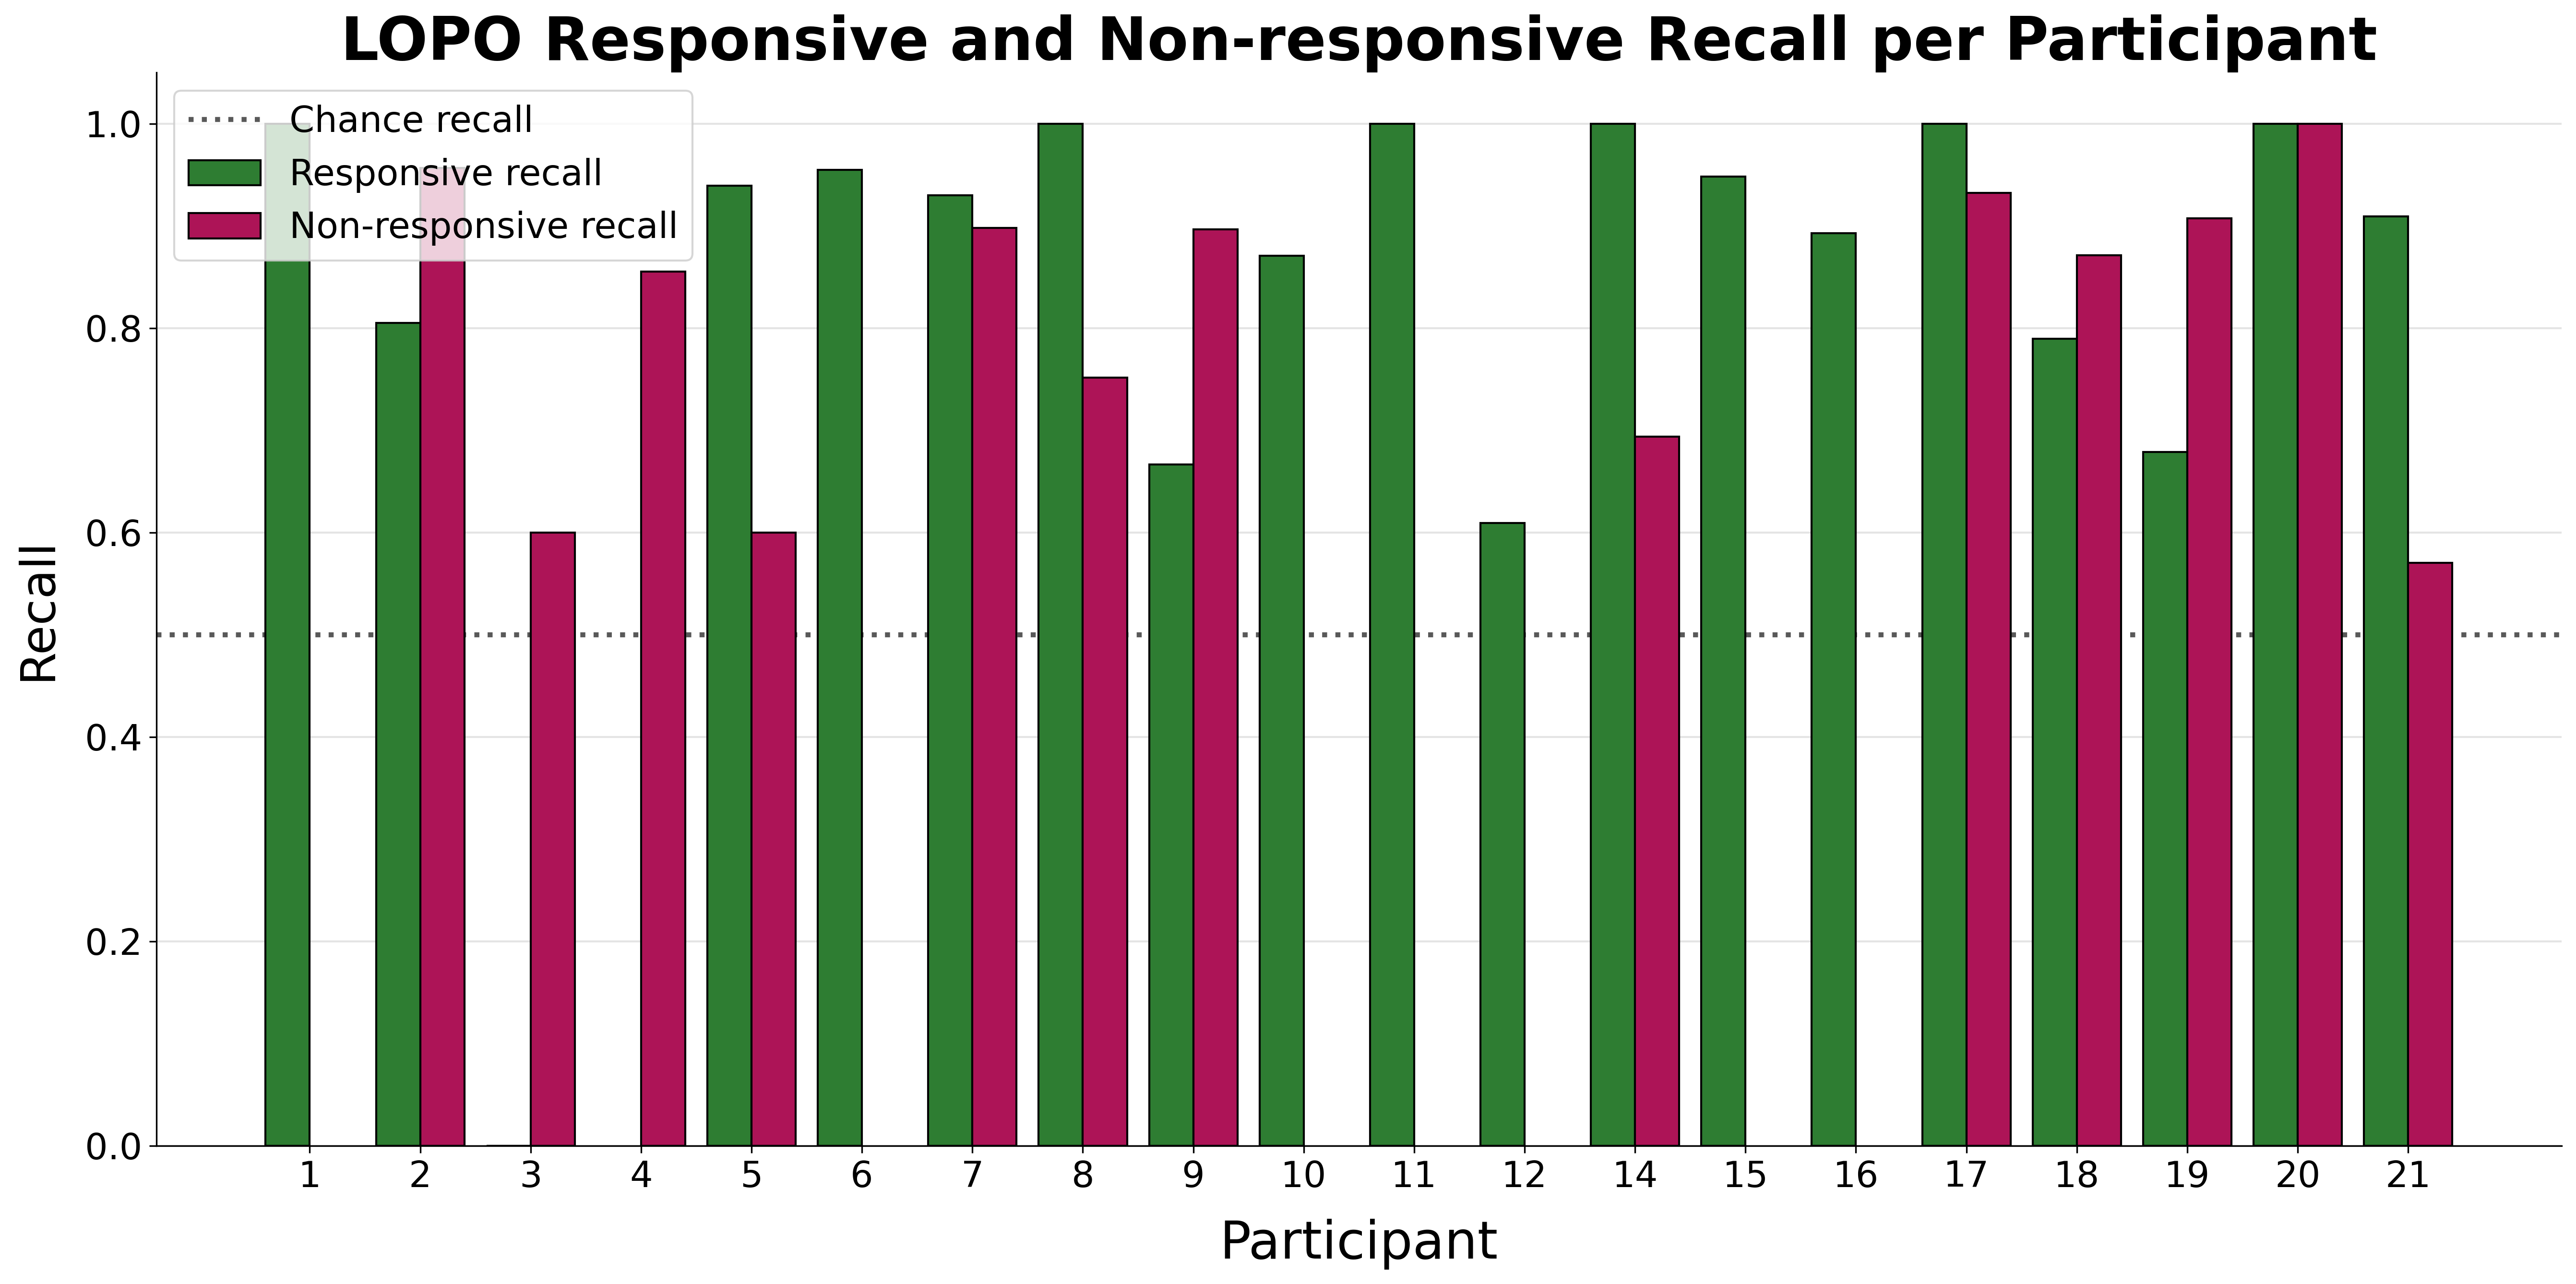 LOPO Responsive and Non-responsive Recall per Participant
Chance recall
Responsive recall
Non-responsive recall
1.0
0.8
0.6
0.4
0.2
0.0
Recall
1 2 3 4 5 6 7 8 9 10 11 12 14 15 16 17 18 19 20 21
Participant